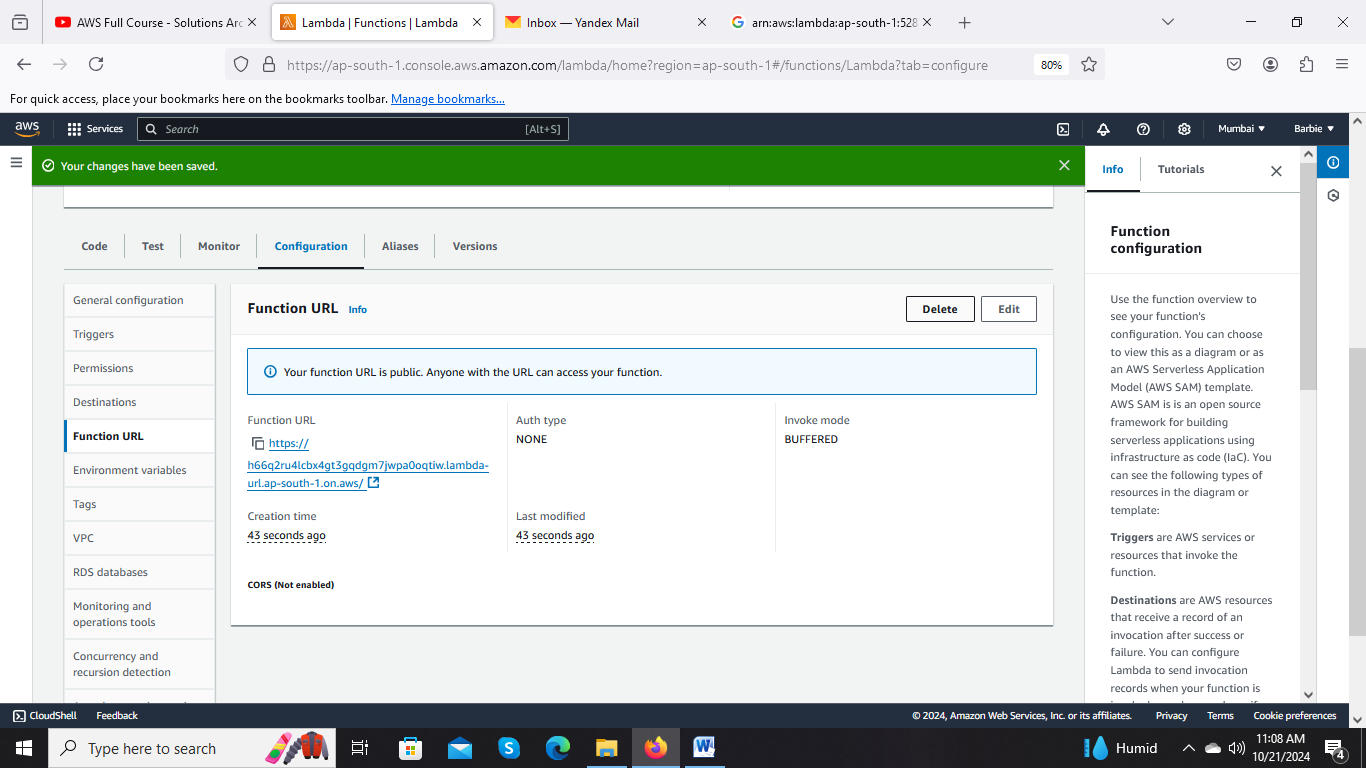 AWS Full Course - Solutions Arc
Lambda | Functions | Lambda
Inbox — Yandex Mail
arn:aws:lambda:ap-south-1:528
https://ap-south-1.console.aws.amazon.com/lambda/home?region=ap-south-1#/functions/Lambda?tab=configure
80%
For quick access, place your bookmarks here on the bookmarks toolbar. Manage bookmarks...
aws
Services
Search
[Alt+S]
Mumbai
Barbie
Your changes have been saved.
Code
Test
Monitor
Configuration
Aliases
Versions
General configuration
Triggers
Permissions
Destinations
Function URL
Environment variables
Tags
VPC
RDS databases
Monitoring and
operations tools
Concurrency and
recursion detection
Function URL Info
Delete
Edit
Your function URL is public. Anyone with the URL can access your function.
Function URL
https://
h66q2ru4lcbx4gt3gqdgm7jwpa0oqtiw.lambda-
url.ap-south-1.on.aws/
Auth type
NONE
Invoke mode
BUFFERED
Creation time
43 seconds ago
Last modified
43 seconds ago
CORS (Not enabled)
Info
Tutorials
Function
configuration
Use the function overview to
see your function's
configuration. You can choose
to view this as a diagram or as
an AWS Serverless Application
Model (AWS SAM) template.
AWS SAM is is an open source
framework for building
serverless applications using
infrastructure as code (IaC). You
can see the following types of
resources in the diagram or
template:
Triggers are AWS services or
resources that invoke the
function.
Destinations are AWS resources
that receive a record of an
invocation after success or
failure. You can configure
Lambda to send invocation
records when your function is
CloudShell
Feedback
© 2024, Amazon Web Services, Inc. or its affiliates.
Privacy
Terms
Cookie preferences
Type here to search
Humid
11:08 AM
10/21/2024
4